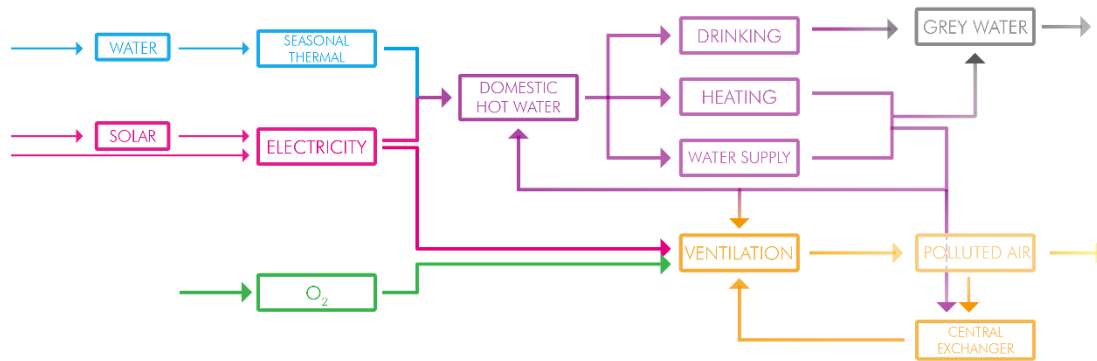 WATER
SEASONAL
THERMAL
DRINKING
GREY WATER
DOMESTIC
HOT WATER
HEATING
SOLAR
ELECTRICITY
WATER SUPPLY
VENTILATION
POLLUTED AIR
O₂
CENTRAL
EXCHANGER